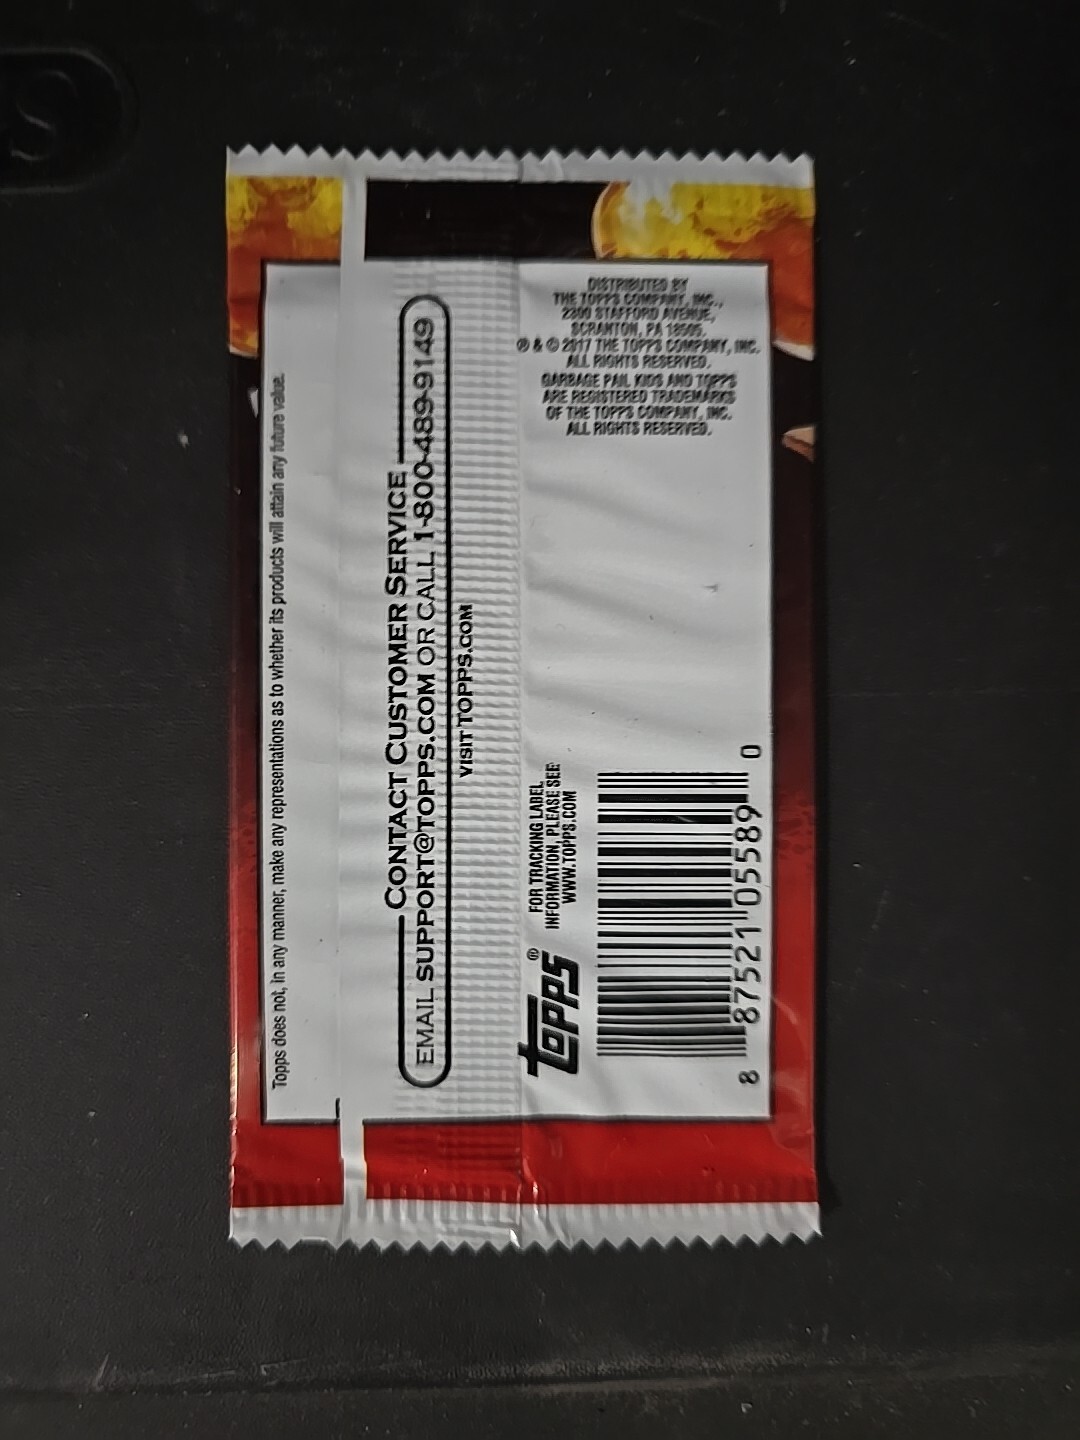 DISTRIBUTED BY
THE TOPPS COMPANY, INC.,
2300 STAFFORD AVENUE,
SCRANTON, PA 18505.
® & © 2017 THE TOPPS COMPANY, INC.
ALL RIGHTS RESERVED.
GARBAGE PAIL KIDS AND TOPPS
ARE REGISTERED TRADEMARKS
OF THE TOPPS COMPANY, INC.
ALL RIGHTS RESERVED.
Topps does not, in any manner, make any representations as to whether its products will attain any future value.
CONTACT CUSTOMER SERVICE
EMAIL SUPPORT@TOPPS.COM OR CALL 1-800-489-9149
VISIT TOPPS.COM
topps®
FOR TRACKING LABEL
INFORMATION, PLEASE SEE:
WWW.TOPPS.COM
8 87521 05589 0
S